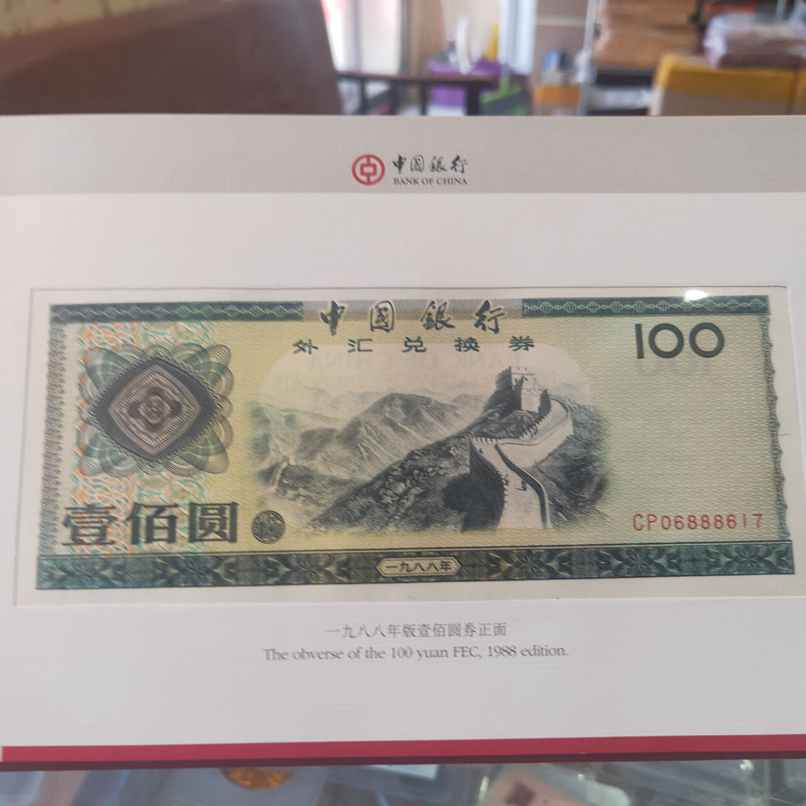 中国银行
BANK OF CHINA
中国银行
外汇兑换券
100
壹佰圆
CP06888617
一九八八年
一九八八年版壹佰圆券正面
The obverse of the 100 yuan FEC, 1988 edition.